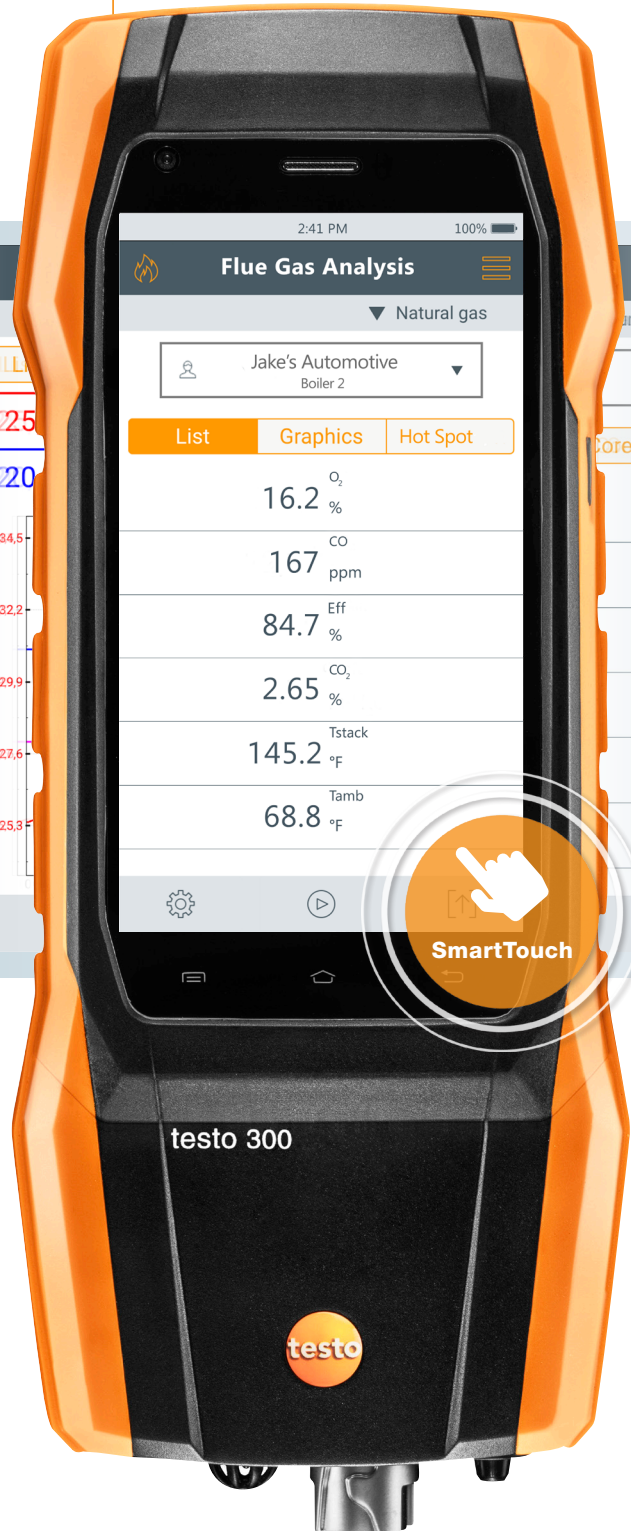 2:41 PM 100%
Flue Gas Analysis
Natural gas
Jake's Automotive
Boiler 2
List Graphics Hot Spot
O₂
16.2 %
CO
167 ppm
Eff
84.7 %
CO₂
2.65 %
Tstack
145.2 °F
Tamb
68.8 °F
SmartTouch
testo 300
testo
25
20
34,5
32,2
29,9
27,6
25,3